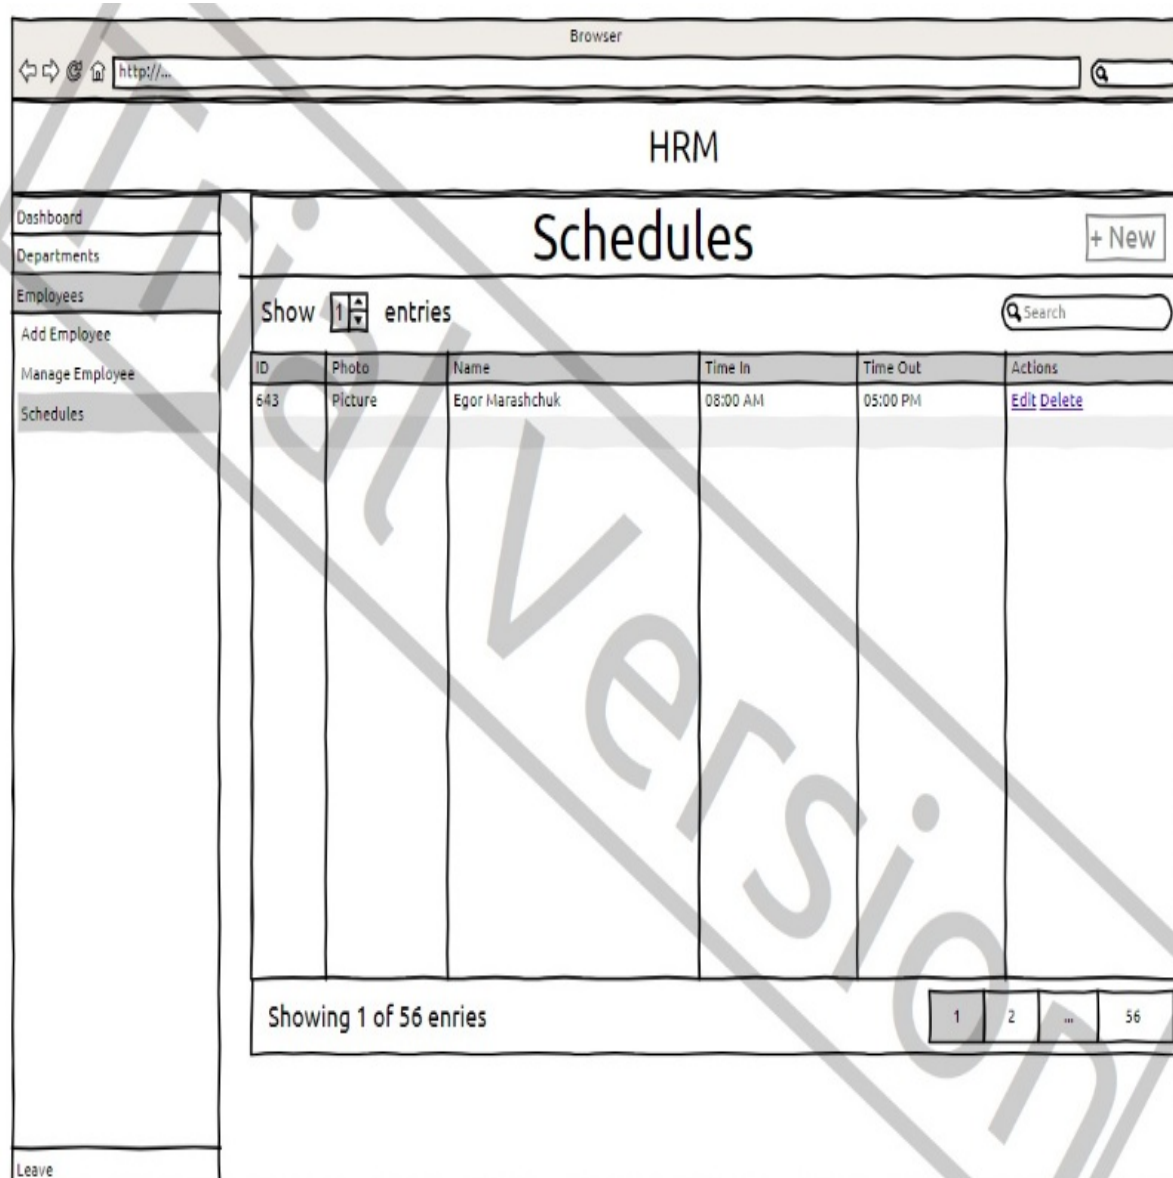 Browser
http://...
HRM
Dashboard
Departments
Employees
Add Employee
Manage Employee
Schedules
Leave
Schedules
+ New
Show 1 entries
Search
ID Photo Name Time In Time Out Actions
643 Picture Egor Marashchuk 08:00 AM 05:00 PM Edit Delete
Showing 1 of 56 enries
1 2 ... 56
Trial Version